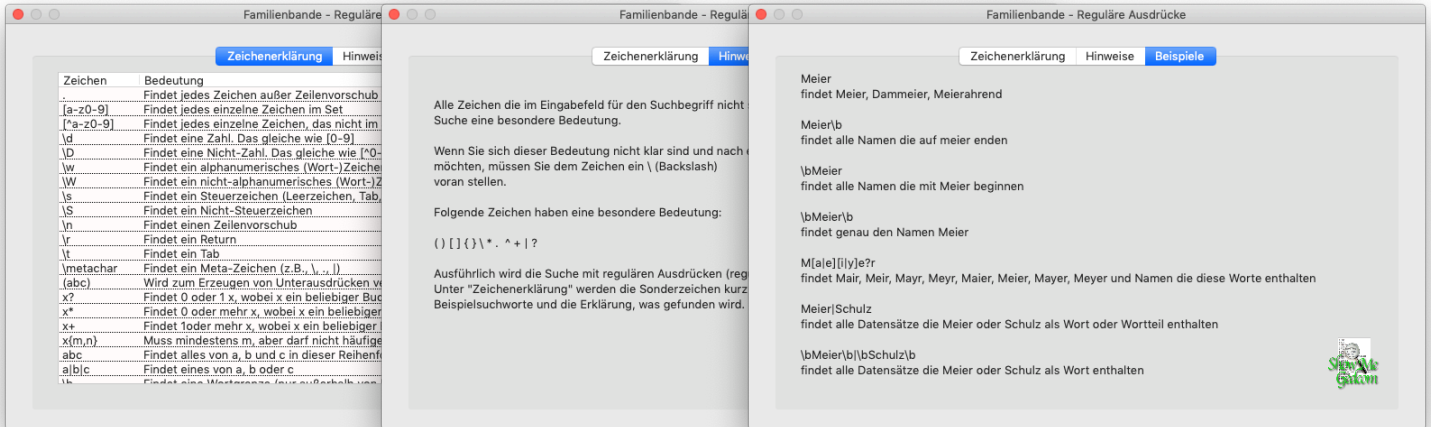 Familienbande - Reguläre
Zeichenerklärung
Zeichen Bedeutung
. Findet jedes Zeichen außer Zeilenvorschub
[a-z0-9] Findet jedes einzelne Zeichen im Set
[^a-z0-9] Findet jedes einzelne Zeichen, das nicht im
\d Findet eine Zahl. Das gleiche wie [0-9]
\D Findet eine Nicht-Zahl. Das gleiche wie [^0-
\w Findet ein alphanumerisches (Wort-)Zeichen
\W Findet ein nicht-alphanumerisches (Wort-)Z
\s Findet ein Steuerzeichen (Leerzeichen, Tab,
\S Findet ein Nicht-Steuerzeichen
\n Findet einen Zeilenvorschub
\r Findet ein Return
\t Findet ein Tab
\metachar Findet ein Meta-Zeichen (z.B., \, ., |)
(abc) Wird zum Erzeugen von Unterausdrücken ve
x? Findet 0 oder 1 x, wobei x ein beliebiger Buc
x* Findet 0 oder mehr x, wobei x ein beliebiger
x+ Findet 1oder mehr x, wobei x ein beliebiger
x{m,n} Muss mindestens m, aber darf nicht häufige
abc Findet alles von a, b und c in dieser Reihenf
a|b|c Findet eines von a, b oder c
\b Findet eine Wortgrenze (nur außerhalb von
Familienbande - Regulä
Zeichenerklärung
Alle Zeichen die im Eingabefeld für den Suchbegriff nicht
Suche eine besondere Bedeutung.
Wenn Sie sich dieser Bedeutung nicht klar sind und nach
möchten, müssen Sie dem Zeichen ein \ (Backslash)
voran stellen.
Folgende Zeichen haben eine besondere Bedeutung:
( ) [ ] { } \ * . ^ + | ?
Ausführlich wird die Suche mit regulären Ausdrücken (reg
Unter "Zeichenerklärung" werden die Sonderzeichen kurz
Beispielsuchworte und die Erklärung, was gefunden wird.
Familienbande - Reguläre Ausdrücke
Zeichenerklärung Hinweise Beispiele
Meier
findet Meier, Dammeier, Meierahrend
Meier\b
findet alle Namen die auf meier enden
\bMeier
findet alle Namen die mit Meier beginnen
\bMeier\b
findet genau den Namen Meier
M[a|e][i|y]e?r
findet Mair, Meir, Mayr, Meyr, Maier, Meier, Mayer, Meyer und Namen die diese Worte enthalten
Meier|Schulz
findet alle Datensätze die Meier oder Schulz als Wort oder Wortteil enthalten
\bMeier\b|\bSchulz\b
findet alle Datensätze die Meier oder Schulz als Wort enthalten